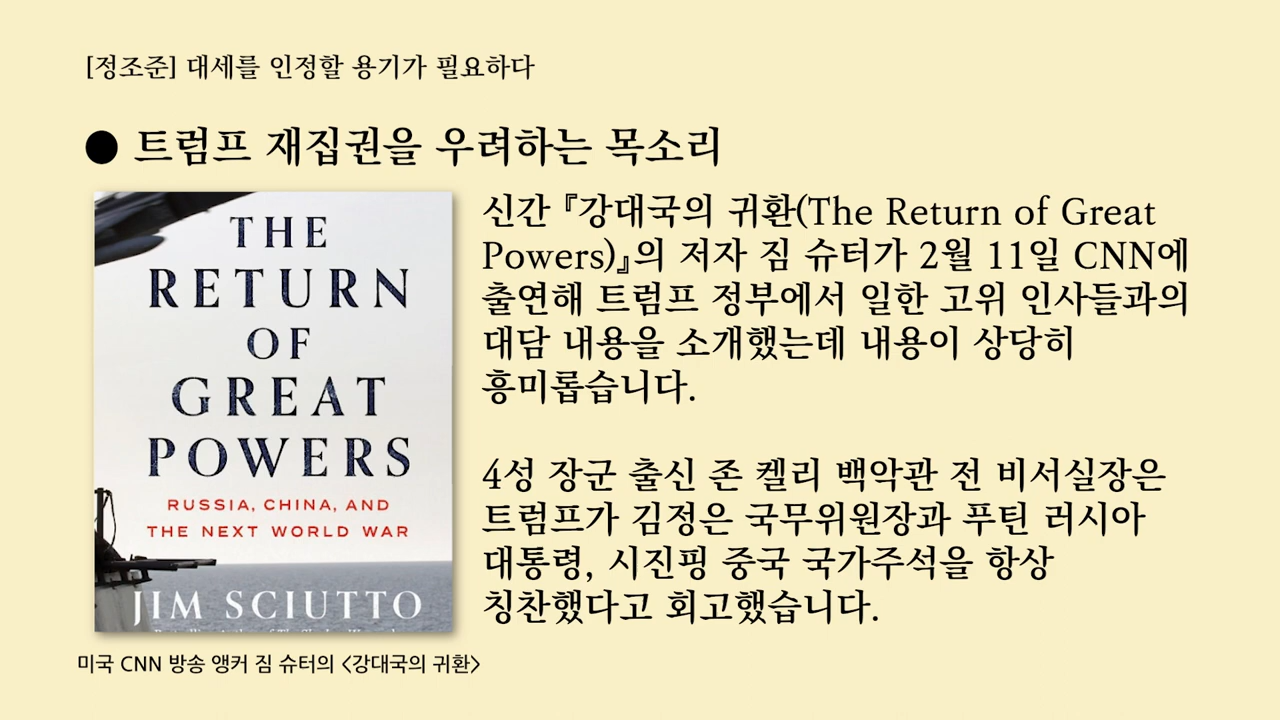 [정조준] 대세를 인정할 용기가 필요하다
● 트럼프 재집권을 우려하는 목소리
THE
RETURN
OF
GREAT
POWERS
RUSSIA, CHINA, AND
THE NEXT WORLD WAR
JIM SCIUTTO
신간 『강대국의 귀환(The Return of Great
Powers)』의 저자 짐 슈터가 2월 11일 CNN에
출연해 트럼프 정부에서 일한 고위 인사들과의
대담 내용을 소개했는데 내용이 상당히
흥미롭습니다.
4성 장군 출신 존 켈리 백악관 전 비서실장은
트럼프가 김정은 국무위원장과 푸틴 러시아
대통령, 시진핑 중국 국가주석을 항상
칭찬했다고 회고했습니다.
미국 CNN 방송 앵커 짐 슈터의 <강대국의 귀환>